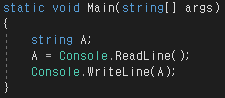 static void Main(string[] args)
{
    string A;
    A = Console.ReadLine();
    Console.WriteLine(A);
}